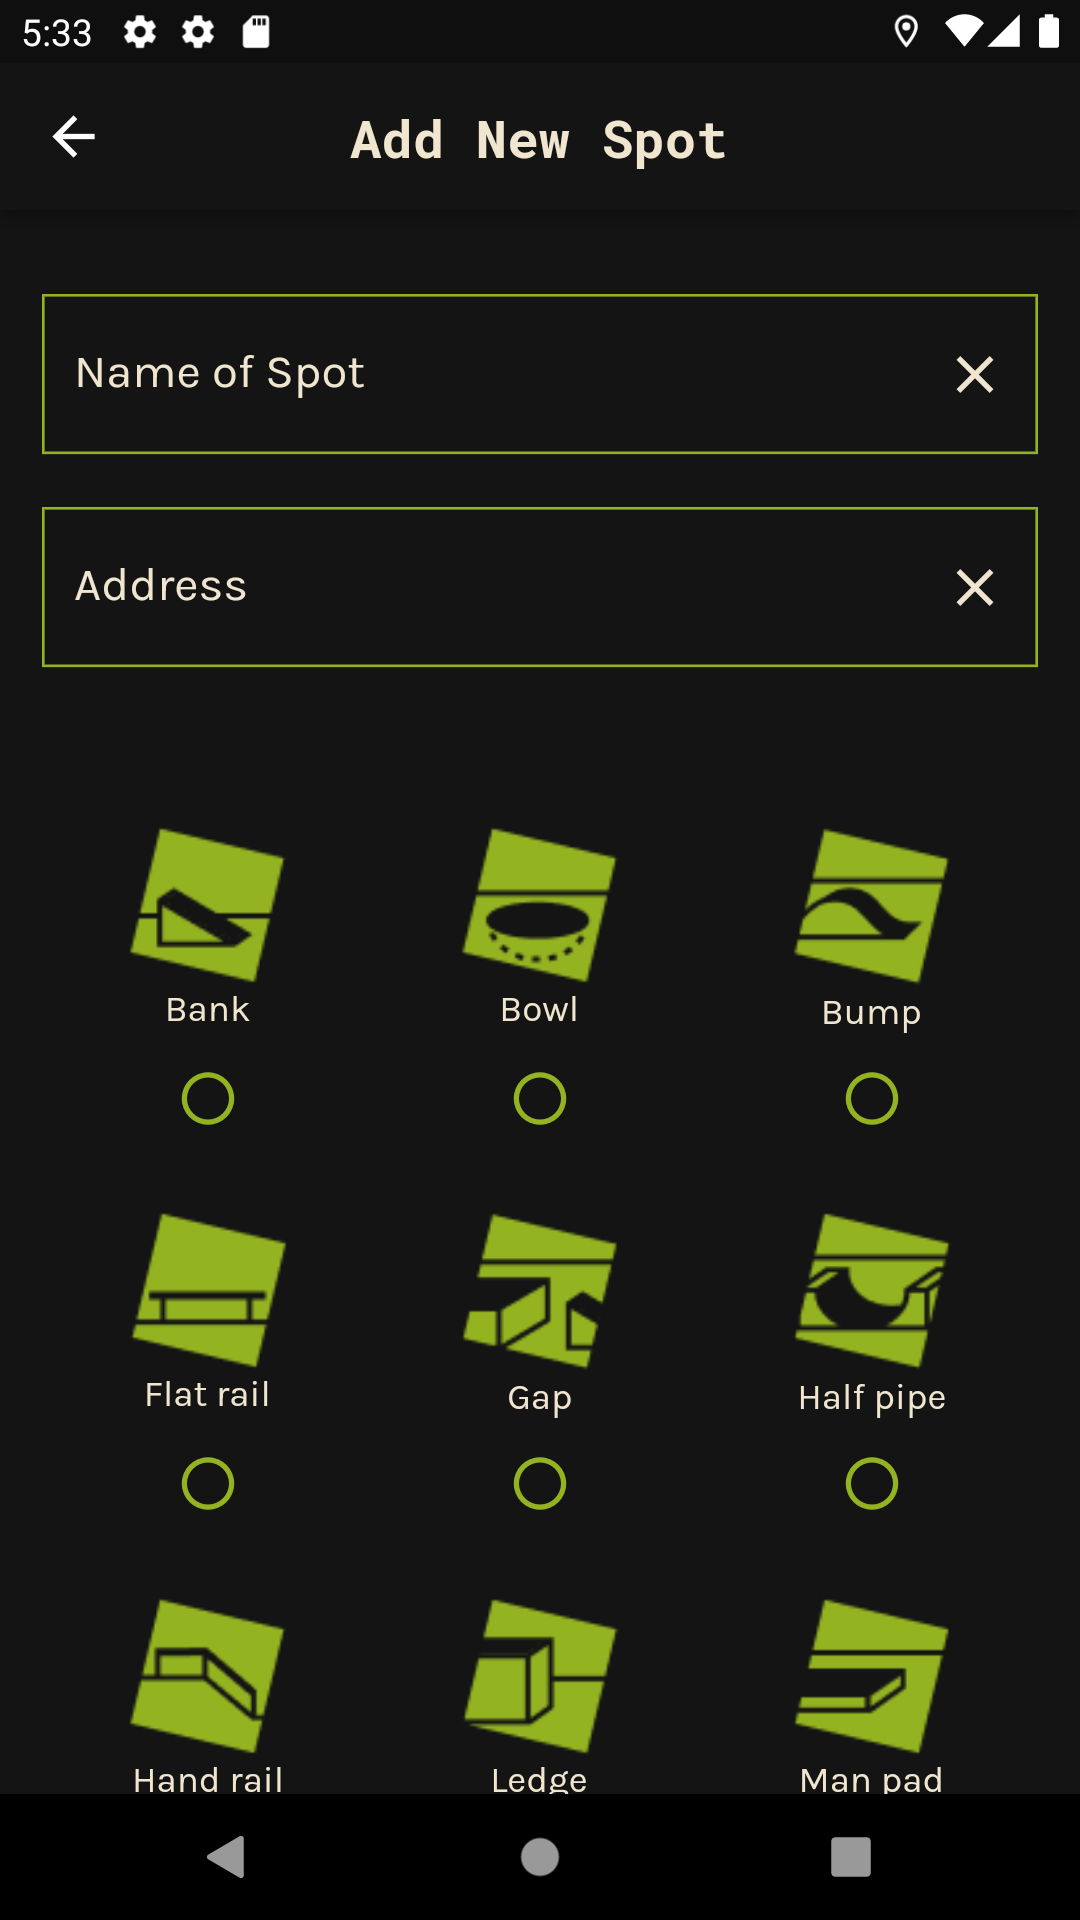 5:33
Add New Spot
Name of Spot
Address
Bank Bowl Bump
Flat rail Gap Half pipe
Hand rail Ledge Man pad